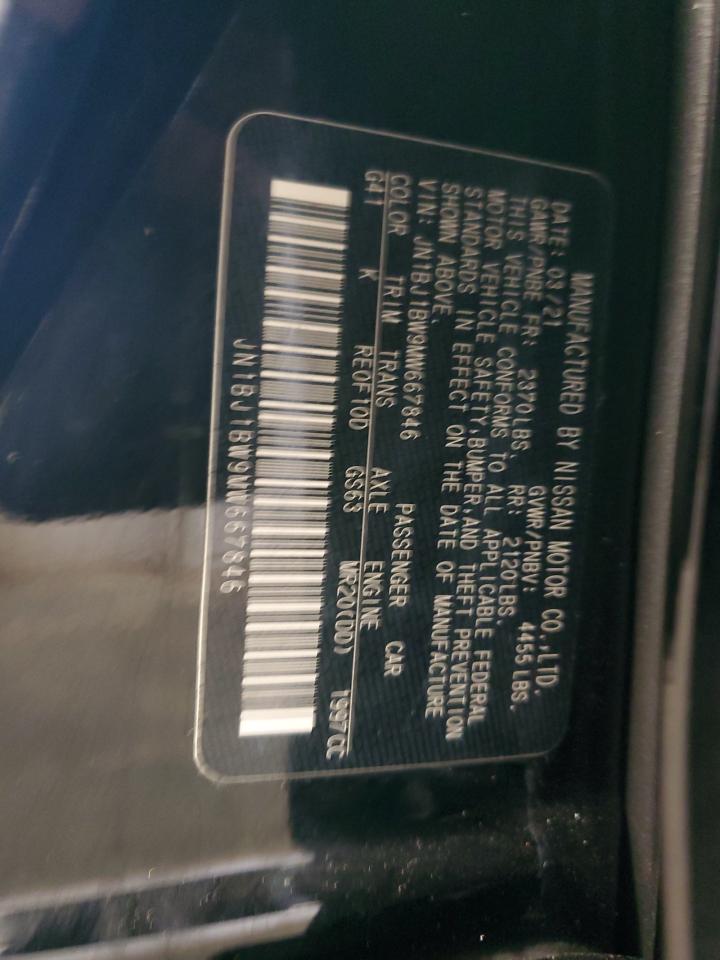 MANUFACTURED BY NISSAN MOTOR CO.,LTD.
DATE: 03/21 GVWR/PNBV: 4455 LBS.
GAWR/PNBE FR: 2370LBS. RR: 2120LBS.
THIS VEHICLE CONFORMS TO ALL APPLICABLE FEDERAL
MOTOR VEHICLE SAFETY,BUMPER,AND THEFT PREVENTION
STANDARDS IN EFFECT ON THE DATE OF MANUFACTURE
SHOWN ABOVE.
VIN: JN1BJ1BW9MW667846 PASSENGER CAR
COLOR TRIM TRANS AXLE ENGINE
G41 K RE0F10D GS63 MR20(DD) 1997CC
JN1BJ1BW9MW667846